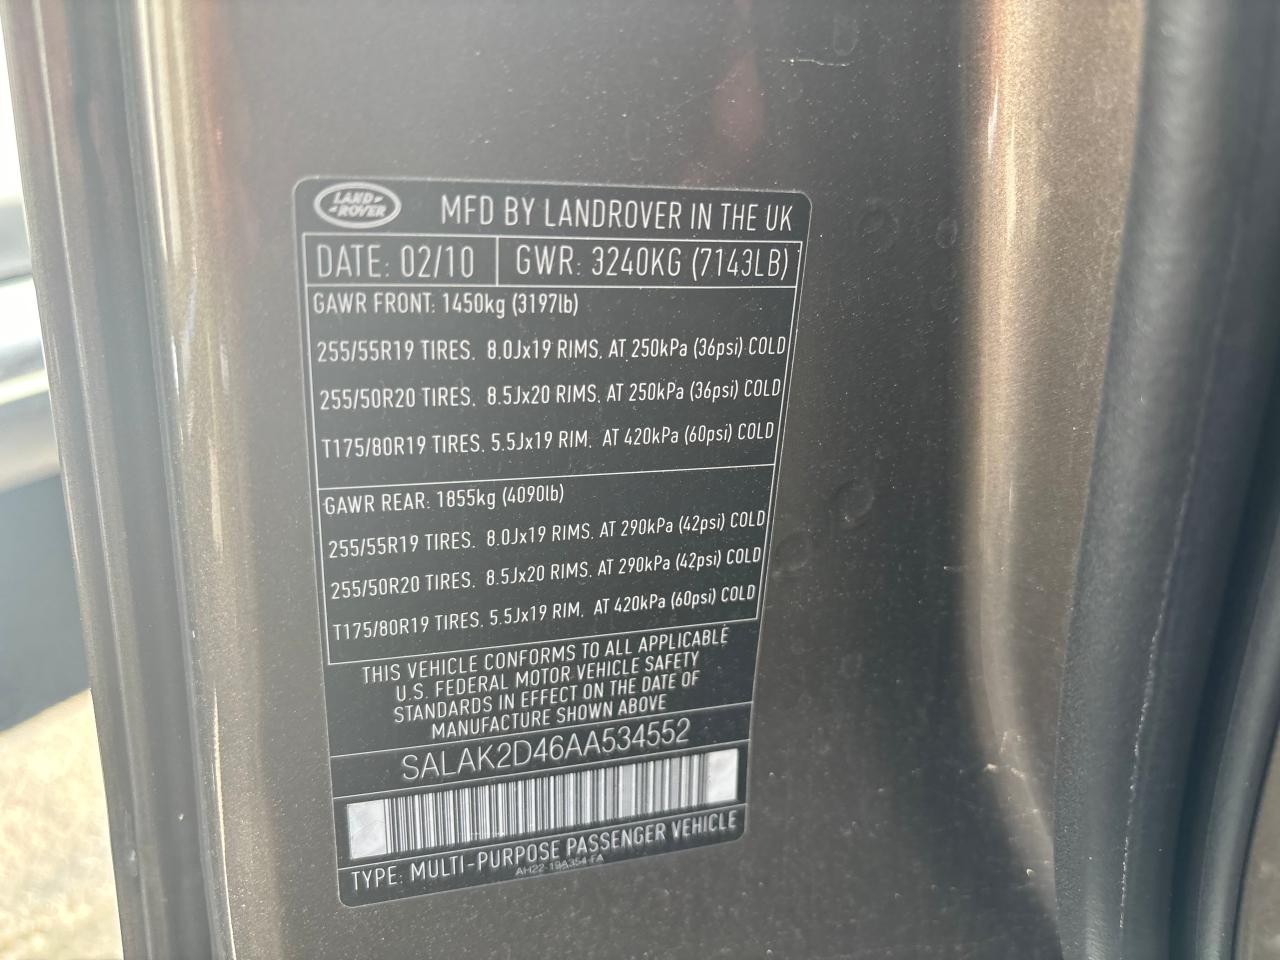 LAND
ROVER
MFD BY LANDROVER IN THE UK
DATE: 02/10 GWR: 3240KG (7143LB)
GAWR FRONT: 1450kg (3197lb)
255/55R19 TIRES. 8.0Jx19 RIMS. AT 250kPa (36psi) COLD
255/50R20 TIRES. 8.5Jx20 RIMS. AT 250kPa (36psi) COLD
T175/80R19 TIRES. 5.5Jx19 RIM. AT 420kPa (60psi) COLD
GAWR REAR: 1855kg (4090lb)
255/55R19 TIRES. 8.0Jx19 RIMS. AT 290kPa (42psi) COLD
255/50R20 TIRES. 8.5Jx20 RIMS. AT 290kPa (42psi) COLD
T175/80R19 TIRES. 5.5Jx19 RIM. AT 420kPa (60psi) COLD
THIS VEHICLE CONFORMS TO ALL APPLICABLE
U.S. FEDERAL MOTOR VEHICLE SAFETY
STANDARDS IN EFFECT ON THE DATE OF
MANUFACTURE SHOWN ABOVE
SALAK2D46AA534552
TYPE: MULTI-PURPOSE PASSENGER VEHICLE
AH22-19A354-FA